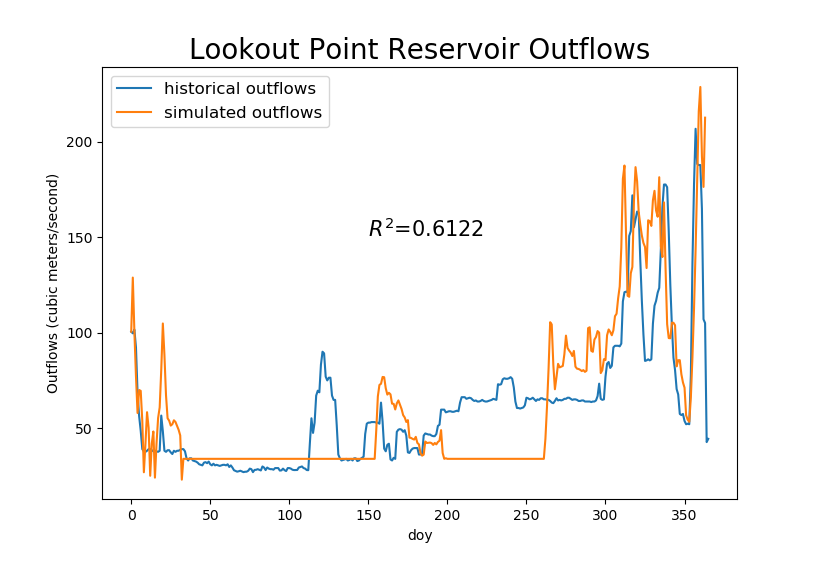 Lookout Point Reservoir Outflows
historical outflows
simulated outflows
R²=0.6122
Outflows (cubic meters/second)
200
150
100
50
0 50 100 150 200 250 300 350
doy